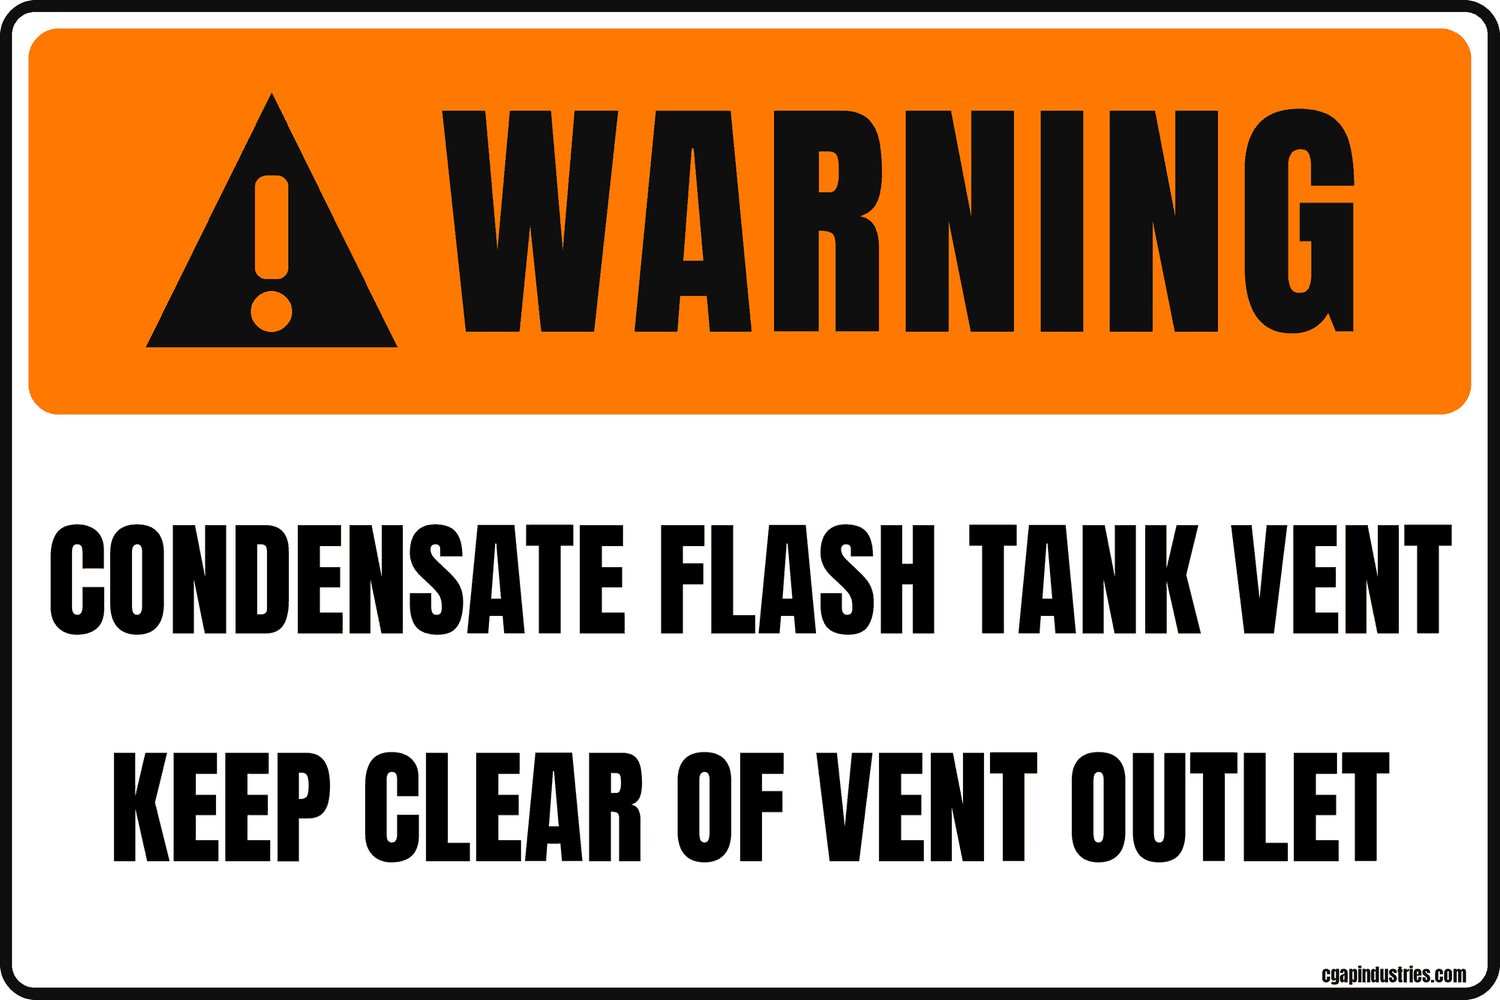 WARNING
CONDENSATE FLASH TANK VENT
KEEP CLEAR OF VENT OUTLET
cgapindustries.com